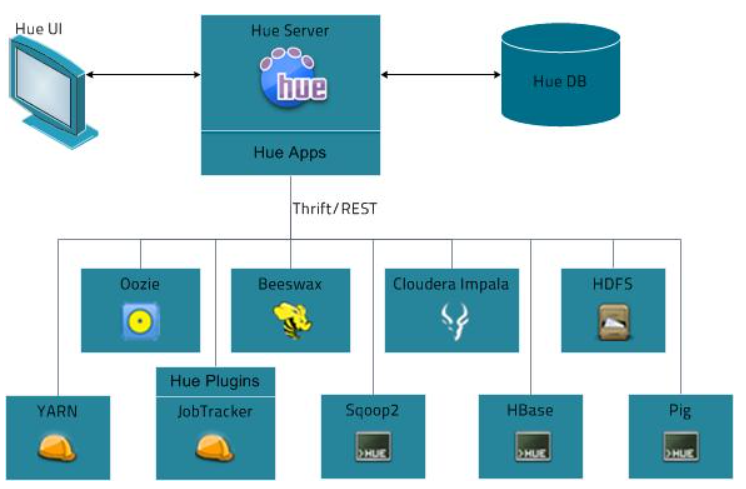 Hue UI
Hue Server
hue
Hue DB
Hue Apps
Thrift/REST
Oozie
Beeswax
Cloudera Impala
HDFS
Hue Plugins
YARN
JobTracker
Sqoop2
HBase
Pig
>HUE
>HUE
>HUE